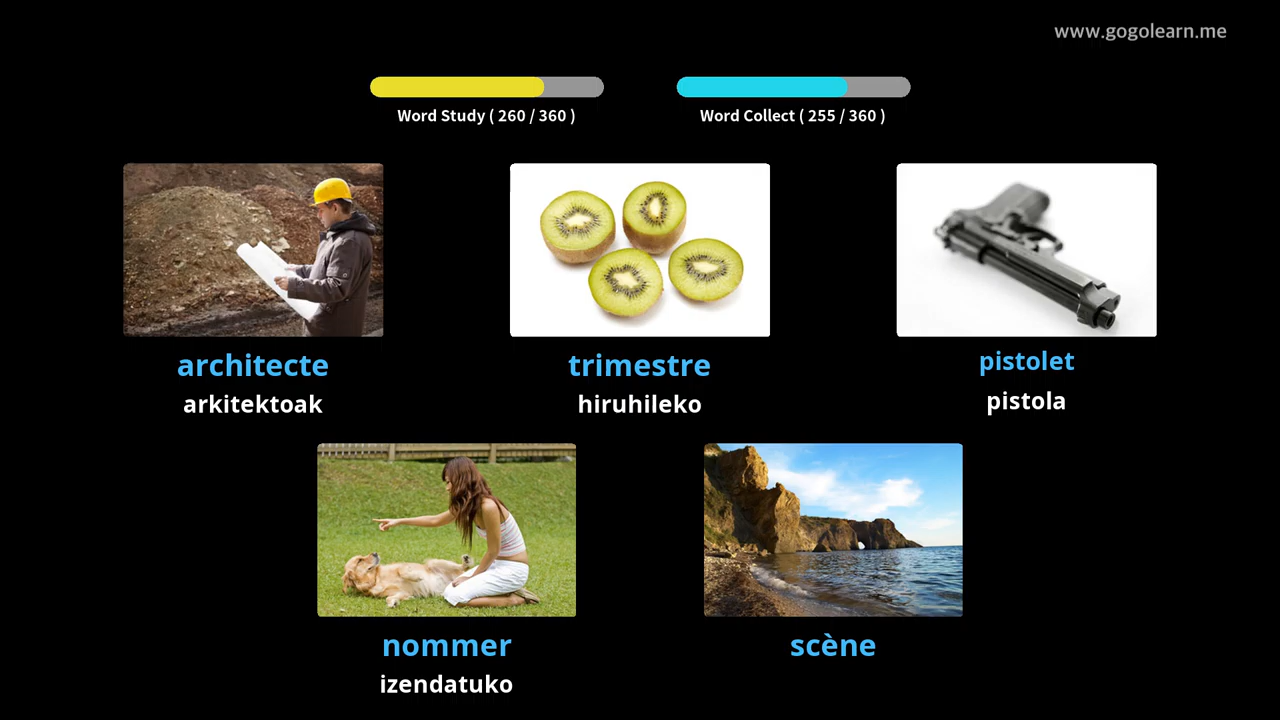 www.gogolearn.me
Word Study ( 260 / 360 )
Word Collect ( 255 / 360 )
architecte
arkitektoak
trimestre
hiruhileko
pistolet
pistola
nommer
izendatuko
scène